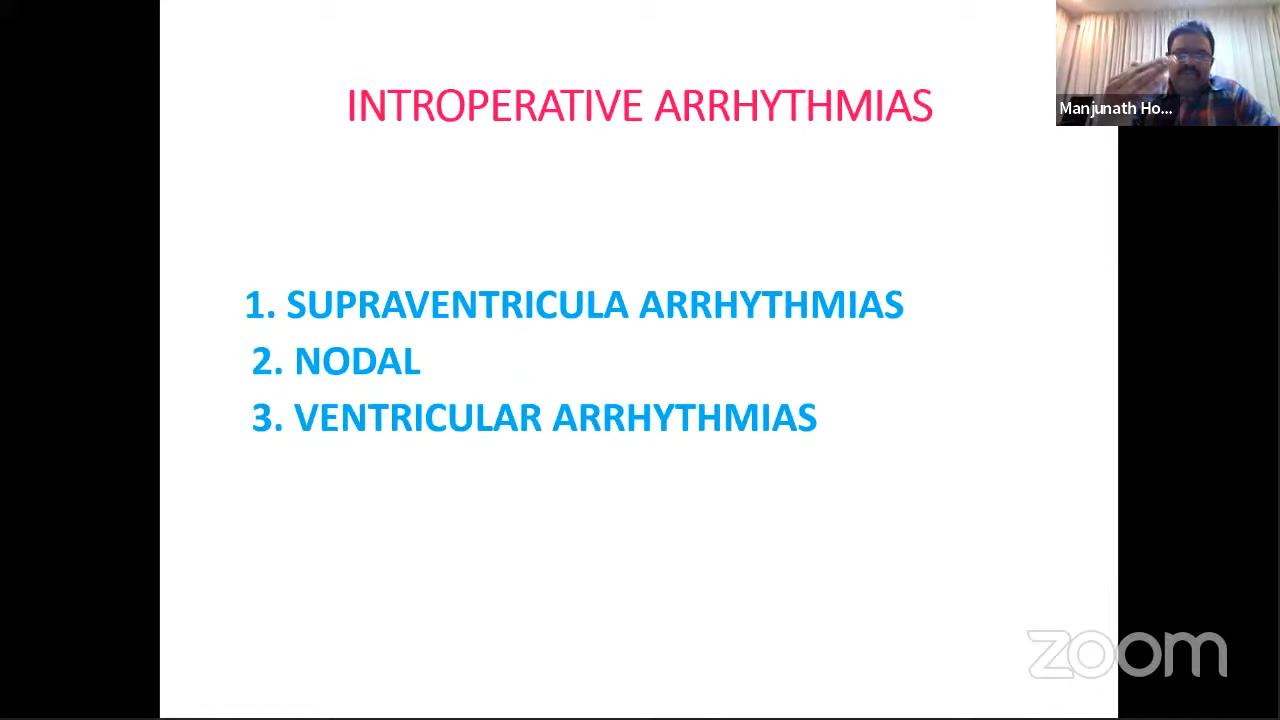 INTROPERATIVE ARRHYTHMIAS
Manjunath Ho...
1. SUPRAVENTRICULA ARRHYTHMIAS
2. NODAL
3. VENTRICULAR ARRHYTHMIAS
zoom